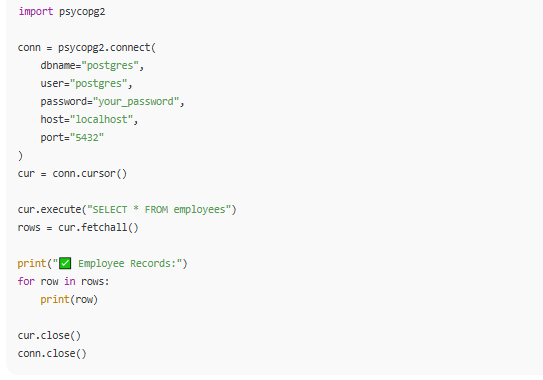 import psycopg2

conn = psycopg2.connect(
    dbname="postgres",
    user="postgres",
    password="your_password",
    host="localhost",
    port="5432"
)
cur = conn.cursor()

cur.execute("SELECT * FROM employees")
rows = cur.fetchall()

print("✅ Employee Records:")
for row in rows:
    print(row)

cur.close()
conn.close()